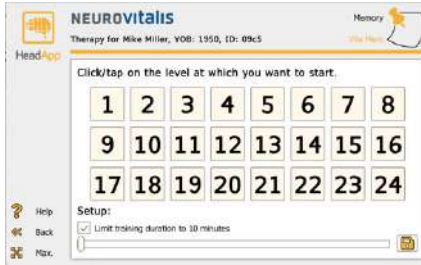 NEUROVITALIS
Memory
Therapy for Mike Miller, YOB: 1950, ID: 09c5
HeadApp
Click/tap on the level at which you want to start.
1 2 3 4 5 6 7 8
9 10 11 12 13 14 15 16
17 18 19 20 21 22 23 24
Setup:
Help
Limit training duration to 10 minutes
Back
Max.